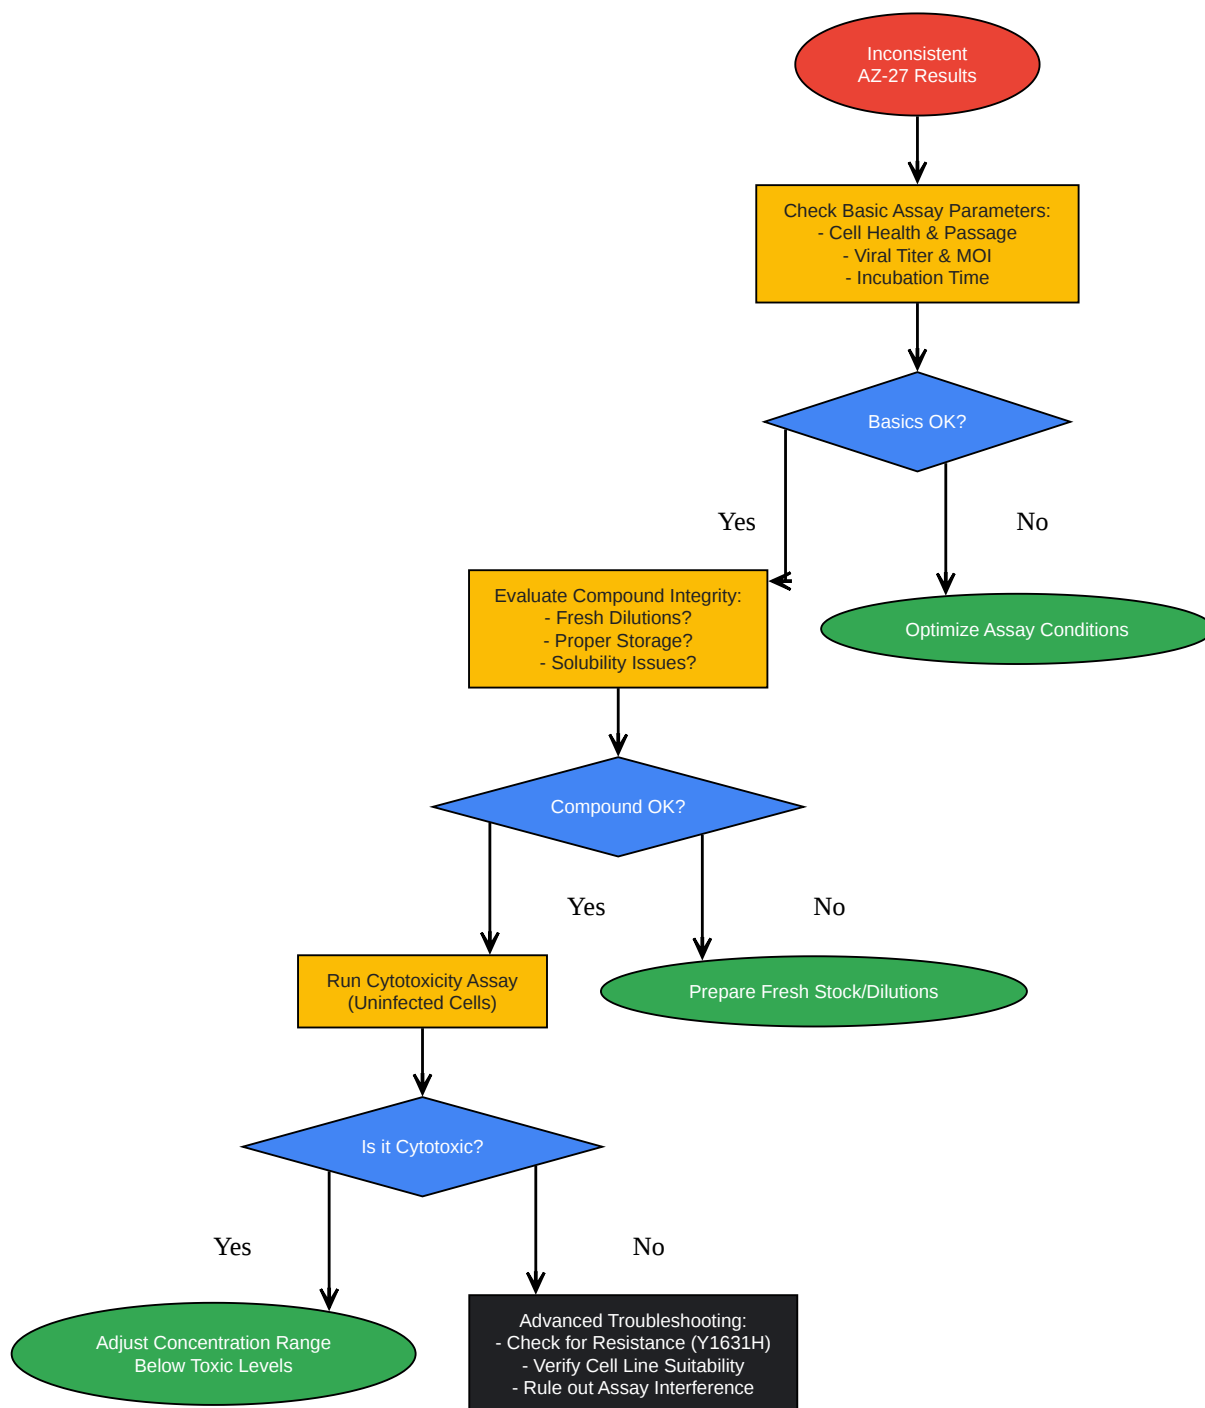 Inconsistent
AZ-27 Results
Check Basic Assay Parameters:
- Cell Health & Passage
- Viral Titer & MOI
- Incubation Time
Basics OK?
Yes
No
Evaluate Compound Integrity:
- Fresh Dilutions?
- Proper Storage?
- Solubility Issues?
Optimize Assay Conditions
Compound OK?
Yes
No
Run Cytotoxicity Assay
(Uninfected Cells)
Prepare Fresh Stock/Dilutions
Is it Cytotoxic?
Yes
No
Adjust Concentration Range
Below Toxic Levels
Advanced Troubleshooting:
- Check for Resistance (Y1631H)
- Verify Cell Line Suitability
- Rule out Assay Interference